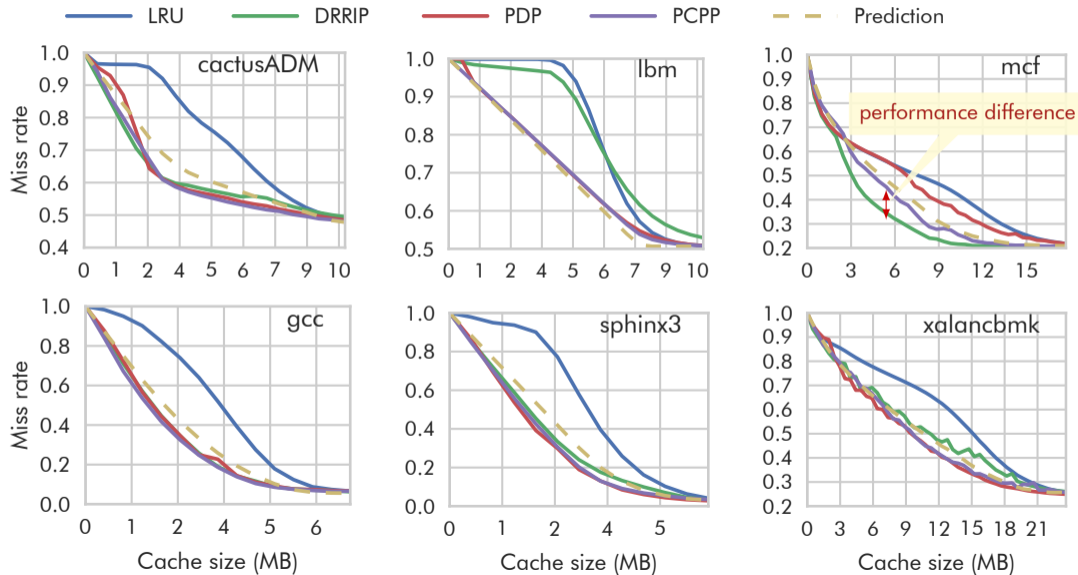 LRU DRRIP PDP PCPP Prediction
cactusADM
1.0
0.9
0.8
0.7
0.6
0.5
0.4
Miss rate
0 1 2 3 4 5 6 7 9 10
lbm
1.0
0.9
0.8
0.7
0.6
0.5
0 1 2 3 4 5 6 7 9 10
mcf
performance difference
1.0
0.9
0.8
0.7
0.6
0.5
0.4
0.3
0.2
0 3 6 9 12 15
gcc
1.0
0.8
0.6
0.4
0.2
0.0
Miss rate
0 1 2 4 5 6
Cache size (MB)
sphinx3
1.0
0.8
0.6
0.4
0.2
0.0
0 1 2 4 5
Cache size (MB)
xalancbmk
1.0
0.9
0.8
0.7
0.6
0.5
0.4
0.3
0.2
0 3 6 9 12 15 18 21
Cache size (MB)